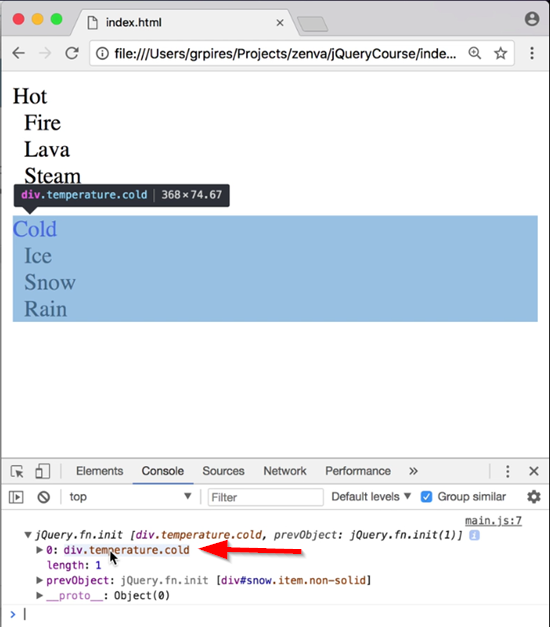 index.html
file:///Users/grpires/Projects/zenva/jQueryCourse/inde...
Hot
Fire
Lava
Steam
div.temperature.cold | 368×74.67
Cold
Ice
Snow
Rain
Elements Console Sources Network Performance »
top Filter Default levels Group similar
main.js:7
jQuery.fn.init [div.temperature.cold, prevObject: jQuery.fn.init(1)] i
0: div.temperature.cold
length: 1
prevObject: jQuery.fn.init [div#snow.item.non-solid]
__proto__: Object(0)
>